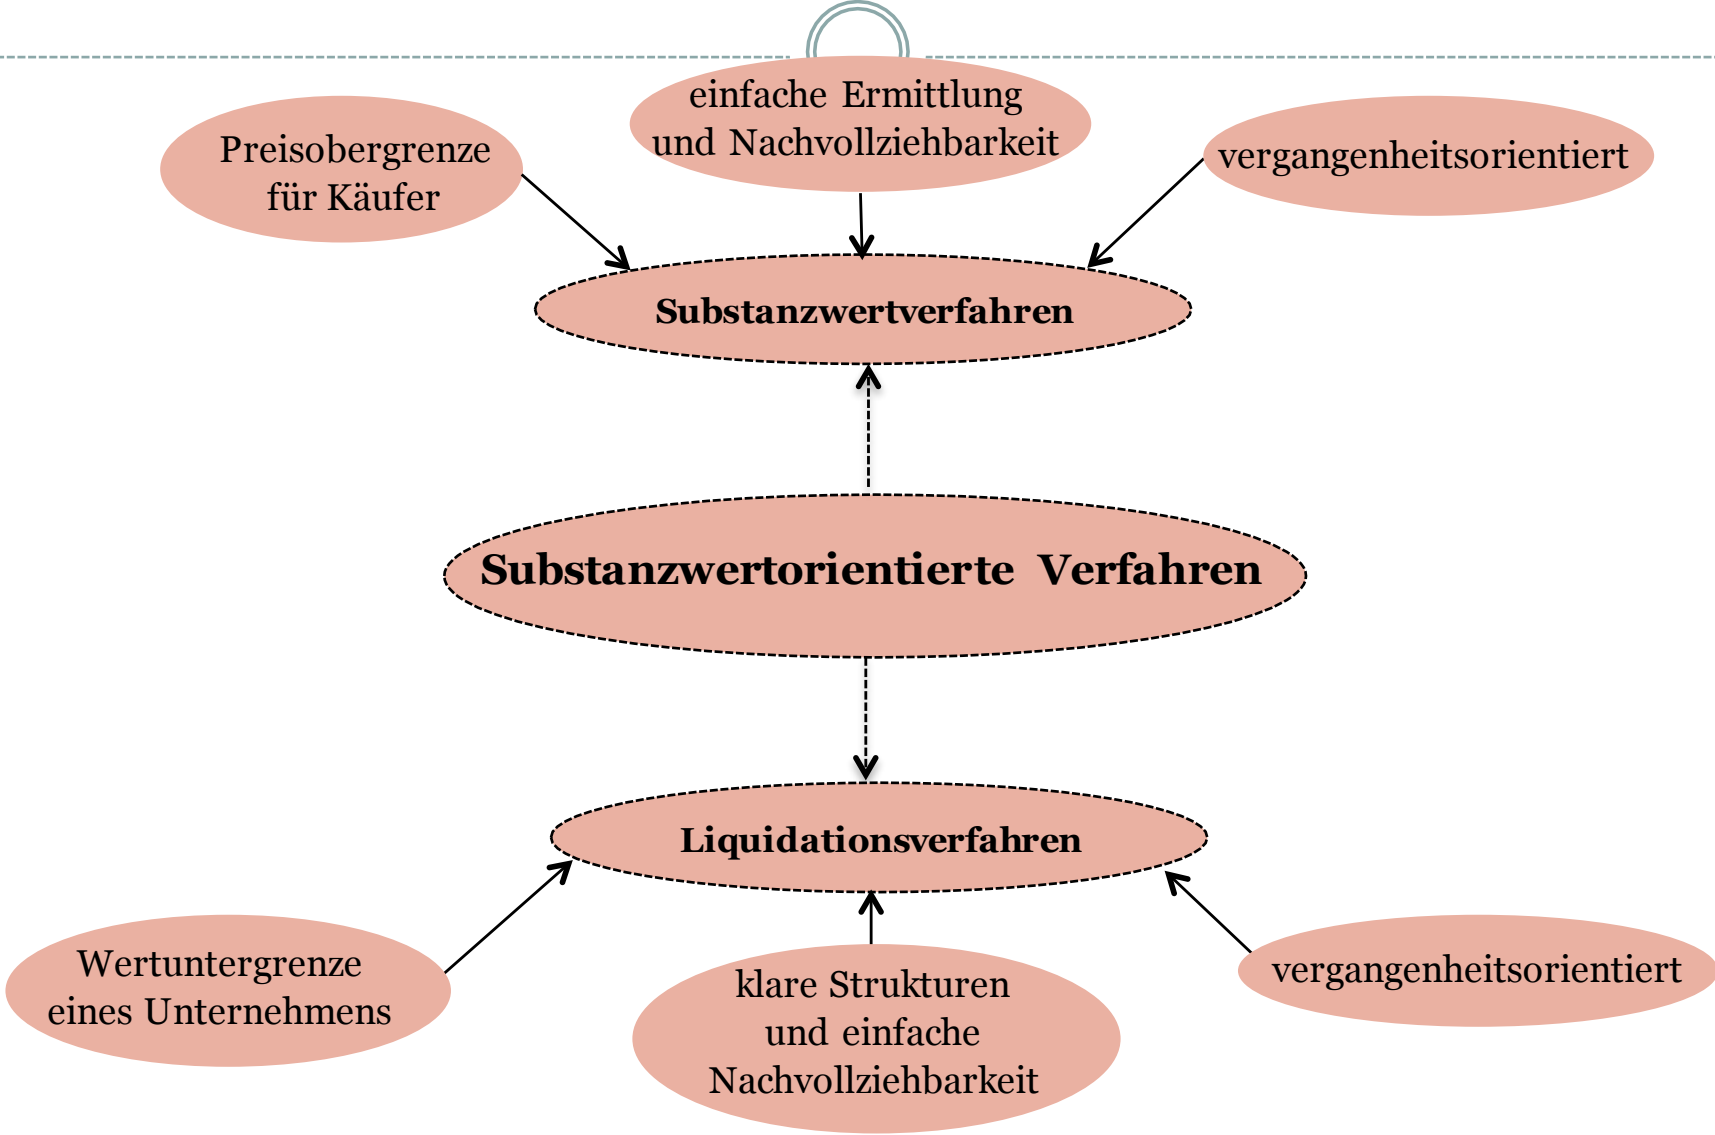 einfache Ermittlung
und Nachvollziehbarkeit
Preisobergrenze
für Käufer
vergangenheitsorientiert
Substanzwertverfahren
Substanzwertorientierte Verfahren
Liquidationsverfahren
Wertuntergrenze
eines Unternehmens
klare Strukturen
und einfache
Nachvollziehbarkeit
vergangenheitsorientiert